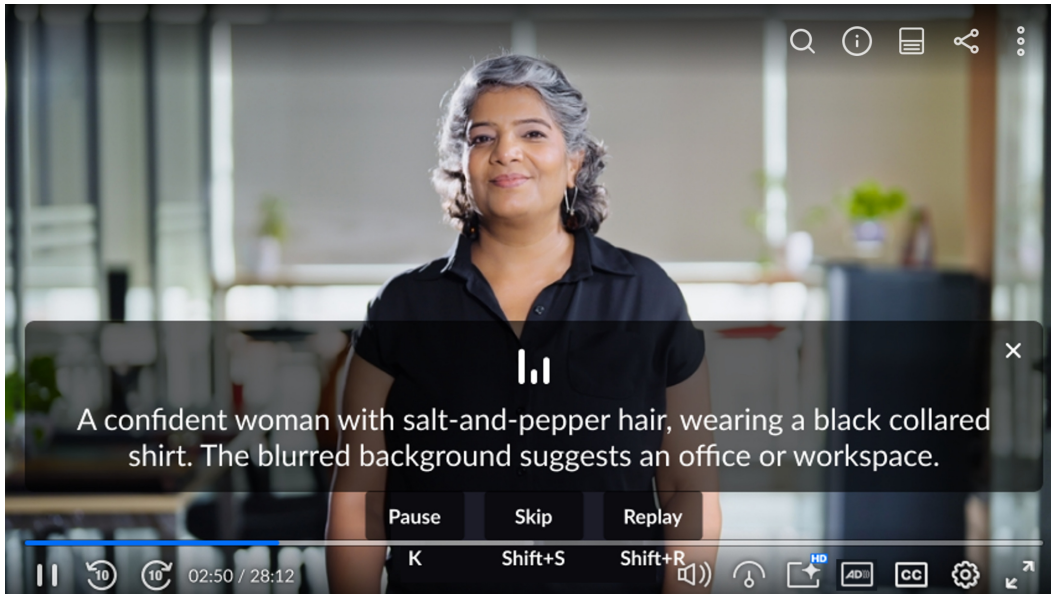 A confident woman with salt-and-pepper hair, wearing a black collared
shirt. The blurred background suggests an office or workspace.
Pause Skip Replay
K Shift+S Shift+R
HD
10 10 02:50 / 28:12 AD CC